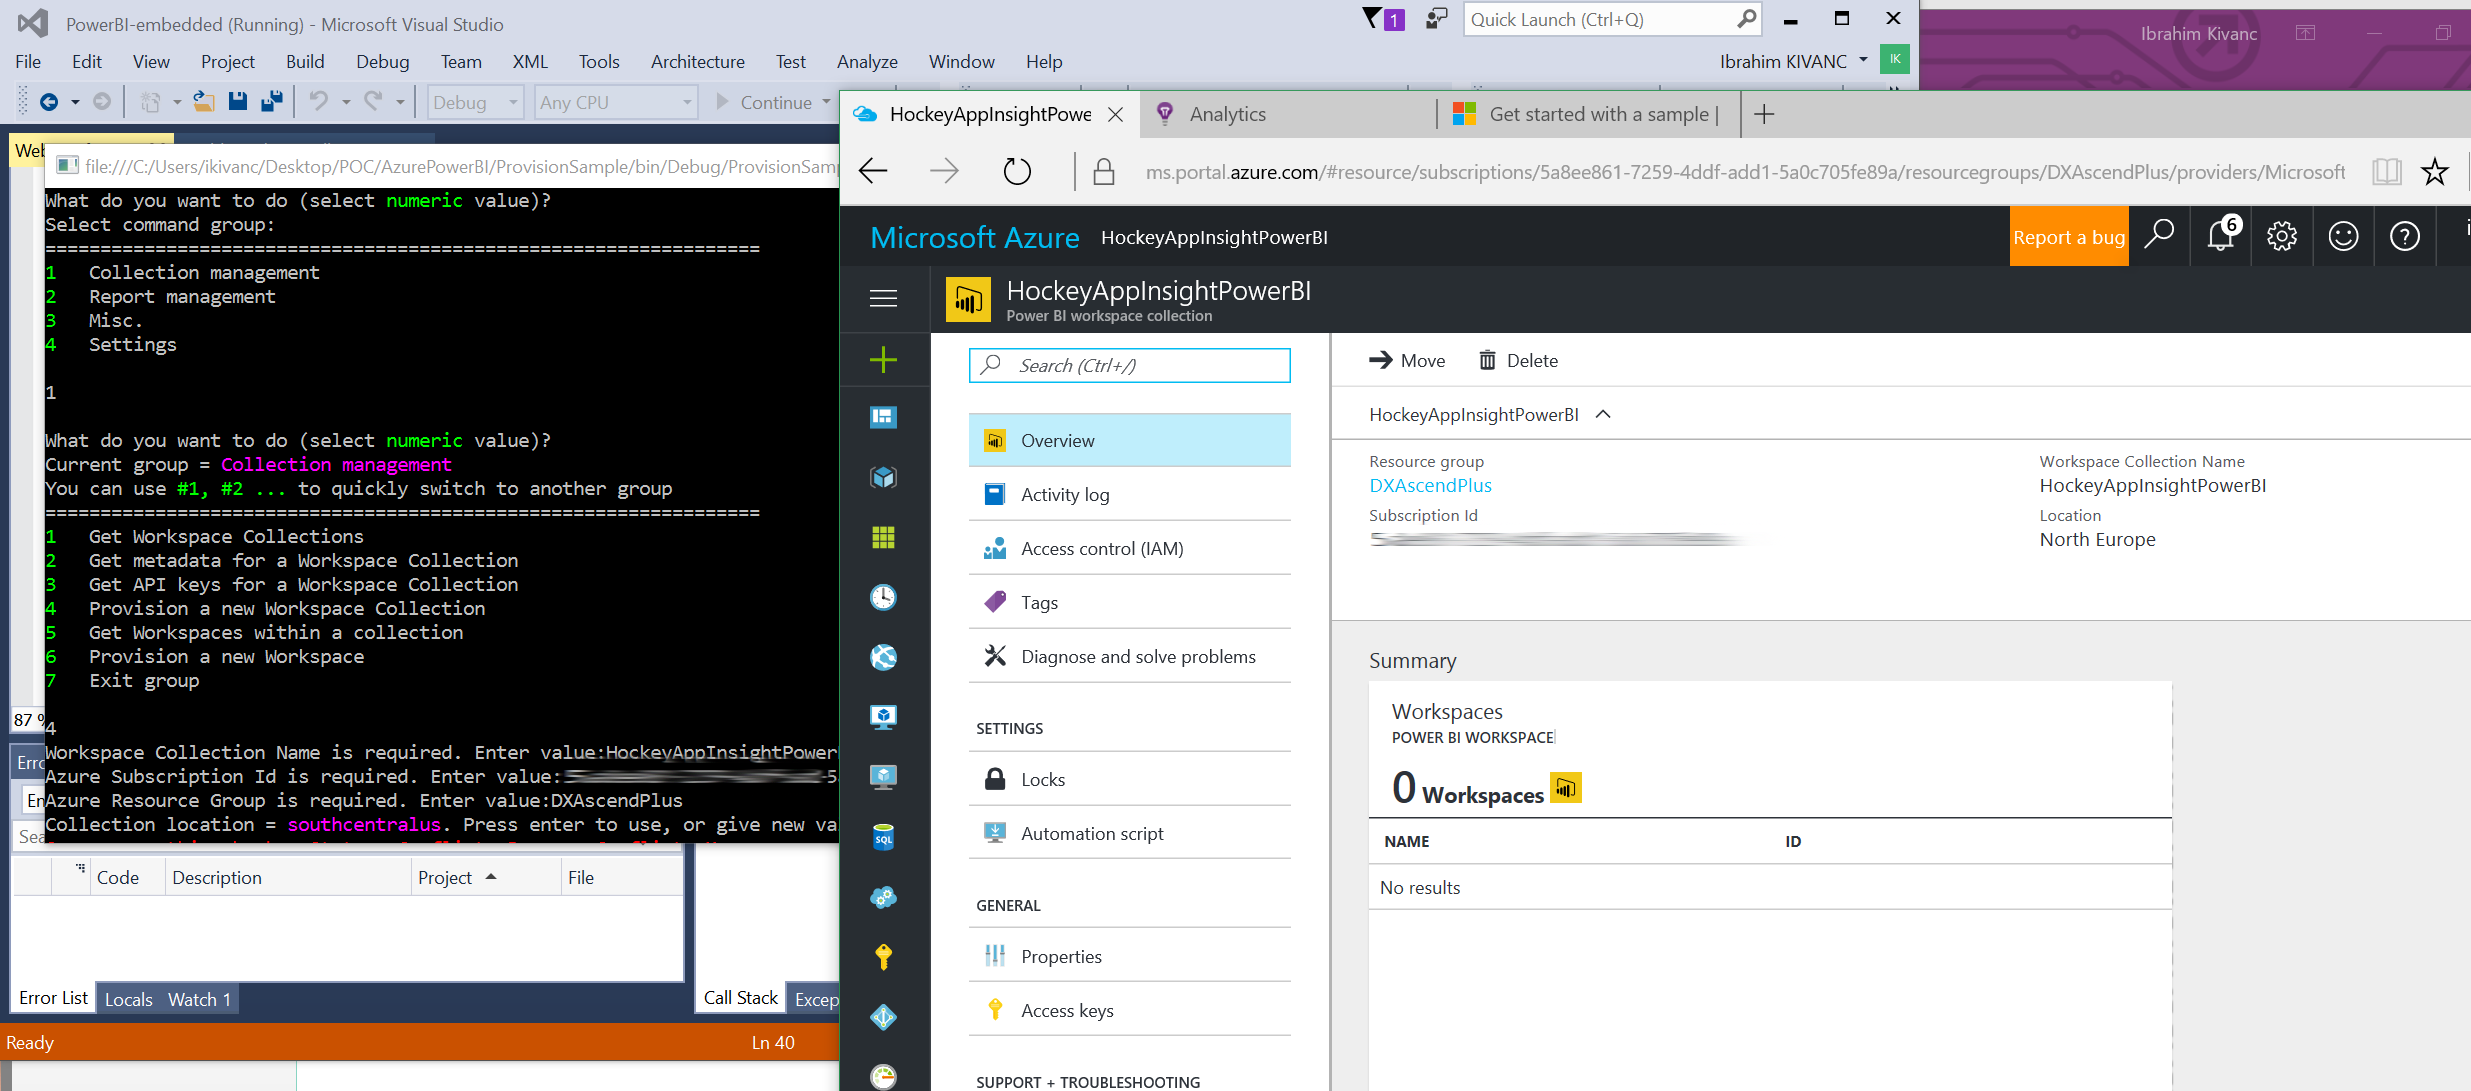 PowerBI-embedded (Running) - Microsoft Visual Studio
1
Quick Launch (Ctrl+Q)
File Edit View Project Build Debug Team XML Tools Architecture Test Analyze Window Help
Ibrahim KIVANC
IK
Debug Any CPU Continue
Ibrahim Kivanc
file:///C:/Users/ikivanc/Desktop/POC/AzurePowerBI/ProvisionSample/bin/Debug/ProvisionSam
What do you want to do (select numeric value)?
Select command group:
=================================================================
1 Collection management
2 Report management
3 Misc.
4 Settings
1
What do you want to do (select numeric value)?
Current group = Collection management
You can use #1, #2 ... to quickly switch to another group
=================================================================
1 Get Workspace Collections
2 Get metadata for a Workspace Collection
3 Get API keys for a Workspace Collection
4 Provision a new Workspace Collection
5 Get Workspaces within a collection
6 Provision a new Workspace
7 Exit group
4
Workspace Collection Name is required. Enter value:HockeyAppInsightPower
Azure Subscription Id is required. Enter value:
Azure Resource Group is required. Enter value:DXAscendPlus
Collection location = southcentralus. Press enter to use, or give new va
87 %
Code Description Project File
Error List Locals Watch 1
Call Stack Excep
Ready Ln 40
HockeyAppInsightPowe
Analytics
Get started with a sample |
ms.portal.azure.com/#resource/subscriptions/5a8ee861-7259-4ddf-add1-5a0c705fe89a/resourcegroups/DXAscendPlus/providers/Microsoft
Microsoft Azure HockeyAppInsightPowerBI
Report a bug
6
HockeyAppInsightPowerBI
Power BI workspace collection
Search (Ctrl+/)
Overview
Activity log
Access control (IAM)
Tags
Diagnose and solve problems
SETTINGS
Locks
Automation script
GENERAL
Properties
Access keys
SUPPORT + TROUBLESHOOTING
Move Delete
HockeyAppInsightPowerBI
Resource group
DXAscendPlus
Subscription Id
Workspace Collection Name
HockeyAppInsightPowerBI
Location
North Europe
Summary
Workspaces
POWER BI WORKSPACE
0 Workspaces
NAME ID
No results